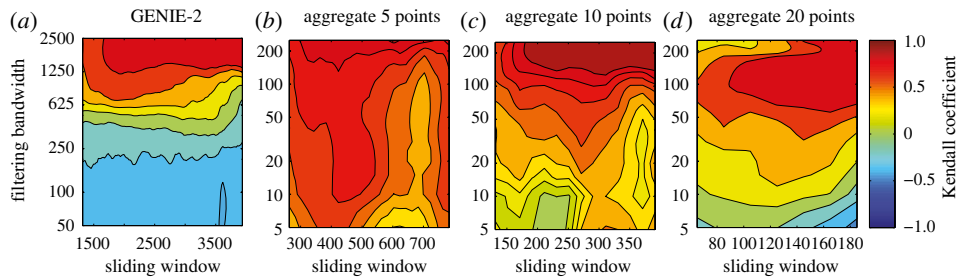 (a) GENIE-2 (b) aggregate 5 points (c) aggregate 10 points (d) aggregate 20 points
filtering bandwidth
2500
1250
625
250
100
50
1500 2500 3500
sliding window
200
100
50
20
10
5
300 400 500 600 700
sliding window
200
100
50
20
10
5
150 200 250 300 350
sliding window
200
100
50
20
10
5
80 100 120 140 160 180
sliding window
1.0
0.5
0
−0.5
−1.0
Kendall coefficient